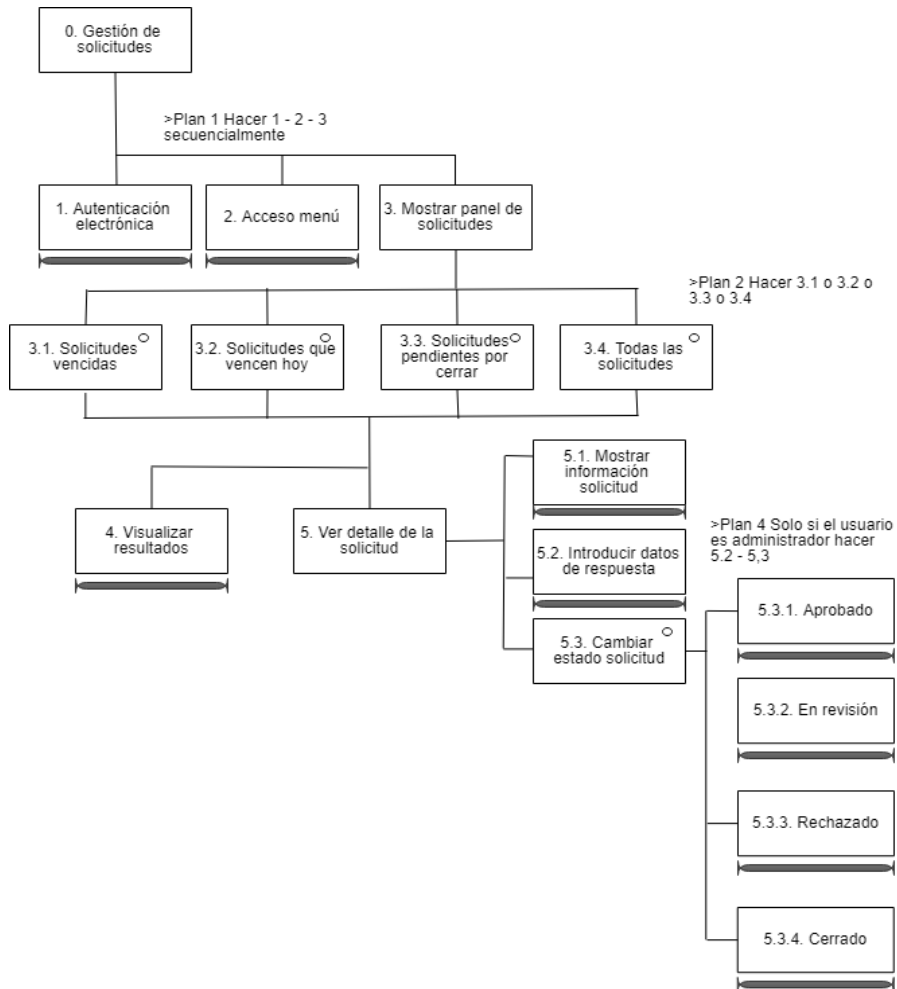 0. Gestión de
solicitudes
>Plan 1 Hacer 1 - 2 - 3
secuencialmente
1. Autenticación
electrónica
2. Acceso menú
3. Mostrar panel de
solicitudes
>Plan 2 Hacer 3.1 o 3.2 o
3.3 o 3.4
3.1. Solicitudes
vencidas
3.2. Solicitudes que
vencen hoy
3.3. Solicitudes
pendientes por
cerrar
3.4. Todas las
solicitudes
4. Visualizar
resultados
5. Ver detalle de la
solicitud
5.1. Mostrar
información
solicitud
5.2. Introducir datos
de respuesta
5.3. Cambiar
estado solicitud
>Plan 4 Solo si el usuario
es administrador hacer
5.2 - 5,3
5.3.1. Aprobado
5.3.2. En revisión
5.3.3. Rechazado
5.3.4. Cerrado